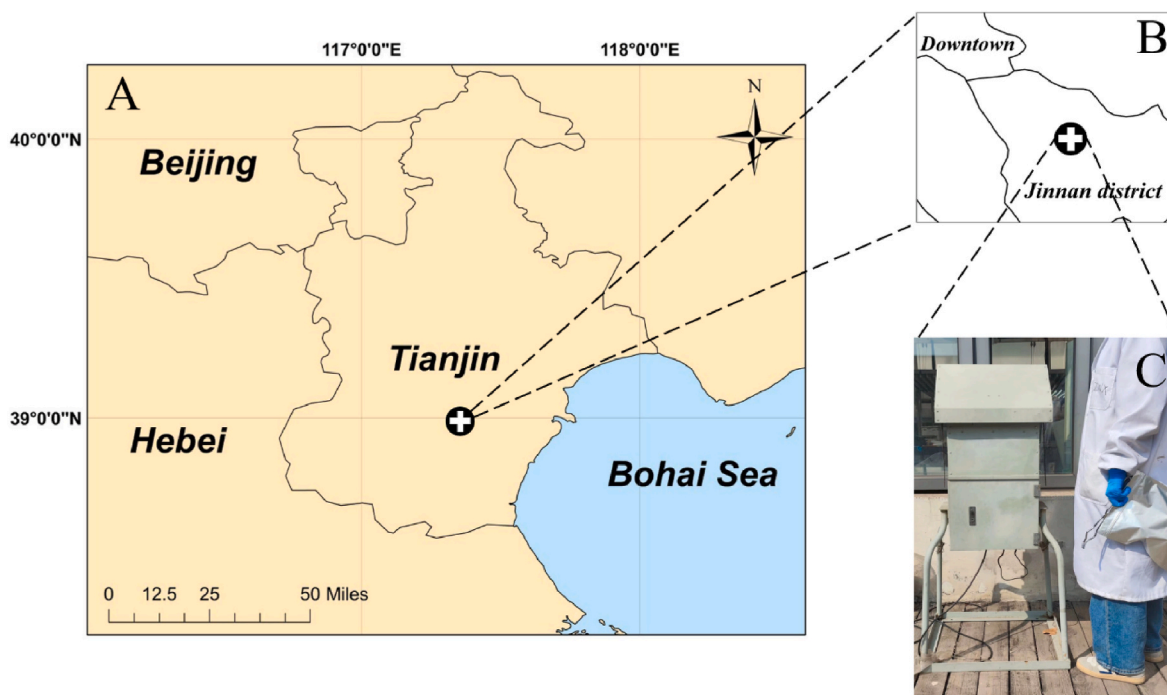 117°0'0"E
118°0'0"E
A
N
40°0'0"N
Beijing
Tianjin
39°0'0"N
Hebei
Bohai Sea
0 12.5 25 50 Miles
B
Downtown
Jinnan district
C